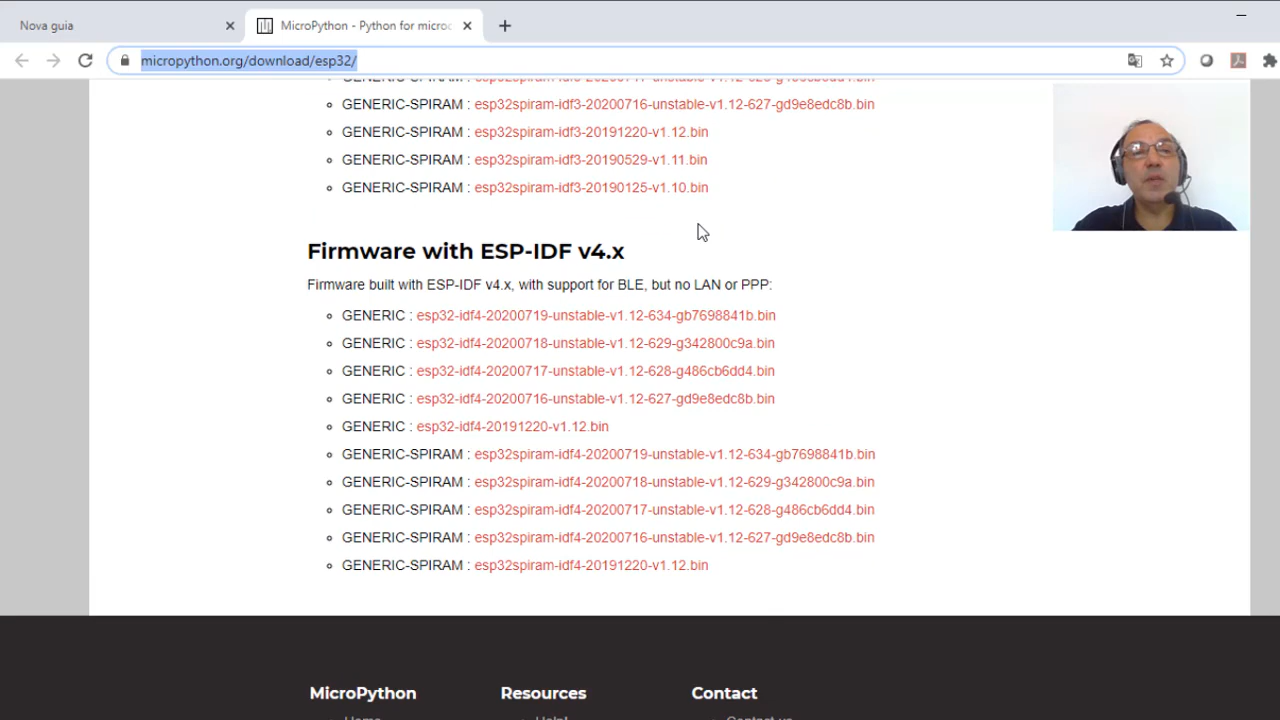 Nova guia
MicroPython - Python for microc
micropython.org/download/esp32/
GENERIC-SPIRAM : esp32spiram-idf3-20200716-unstable-v1.12-627-gd9e8edc8b.bin
GENERIC-SPIRAM : esp32spiram-idf3-20191220-v1.12.bin
GENERIC-SPIRAM : esp32spiram-idf3-20190529-v1.11.bin
GENERIC-SPIRAM : esp32spiram-idf3-20190125-v1.10.bin
Firmware with ESP-IDF v4.x
Firmware built with ESP-IDF v4.x, with support for BLE, but no LAN or PPP:
GENERIC : esp32-idf4-20200719-unstable-v1.12-634-gb7698841b.bin
GENERIC : esp32-idf4-20200718-unstable-v1.12-629-g342800c9a.bin
GENERIC : esp32-idf4-20200717-unstable-v1.12-628-g486cb6dd4.bin
GENERIC : esp32-idf4-20200716-unstable-v1.12-627-gd9e8edc8b.bin
GENERIC : esp32-idf4-20191220-v1.12.bin
GENERIC-SPIRAM : esp32spiram-idf4-20200719-unstable-v1.12-634-gb7698841b.bin
GENERIC-SPIRAM : esp32spiram-idf4-20200718-unstable-v1.12-629-g342800c9a.bin
GENERIC-SPIRAM : esp32spiram-idf4-20200717-unstable-v1.12-628-g486cb6dd4.bin
GENERIC-SPIRAM : esp32spiram-idf4-20200716-unstable-v1.12-627-gd9e8edc8b.bin
GENERIC-SPIRAM : esp32spiram-idf4-20191220-v1.12.bin
MicroPython Resources Contact
Home Help! Contact us